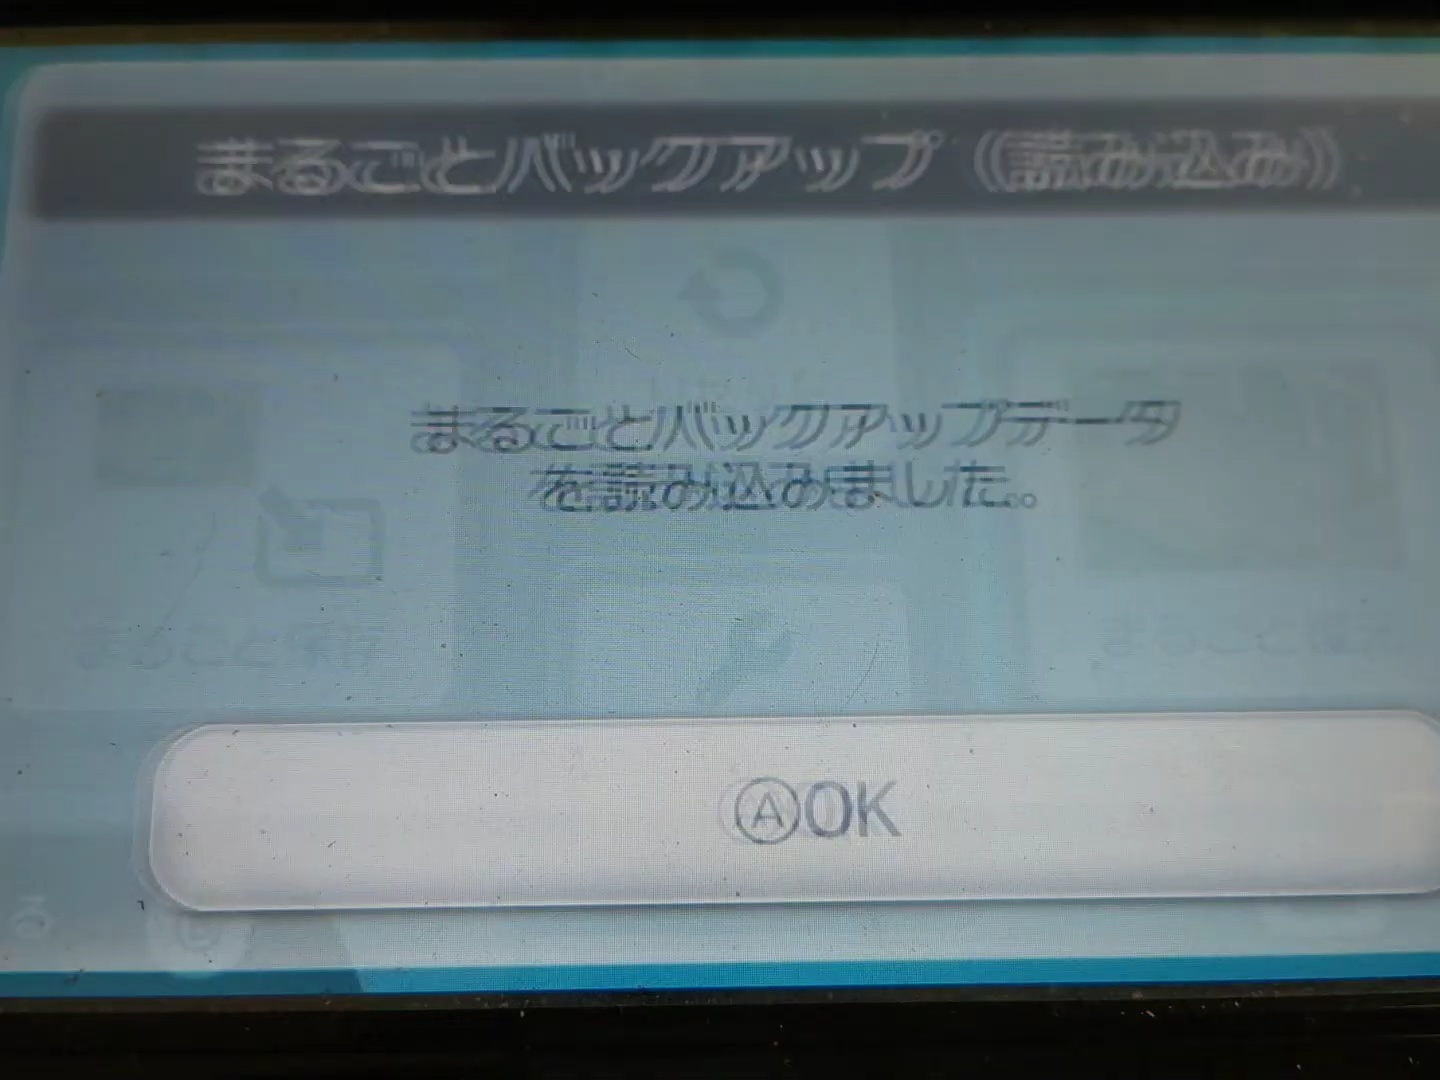 まるごとバックアップ(読み込み)
まるごとバックアップデータ
を読み込みました。
ⒶOK